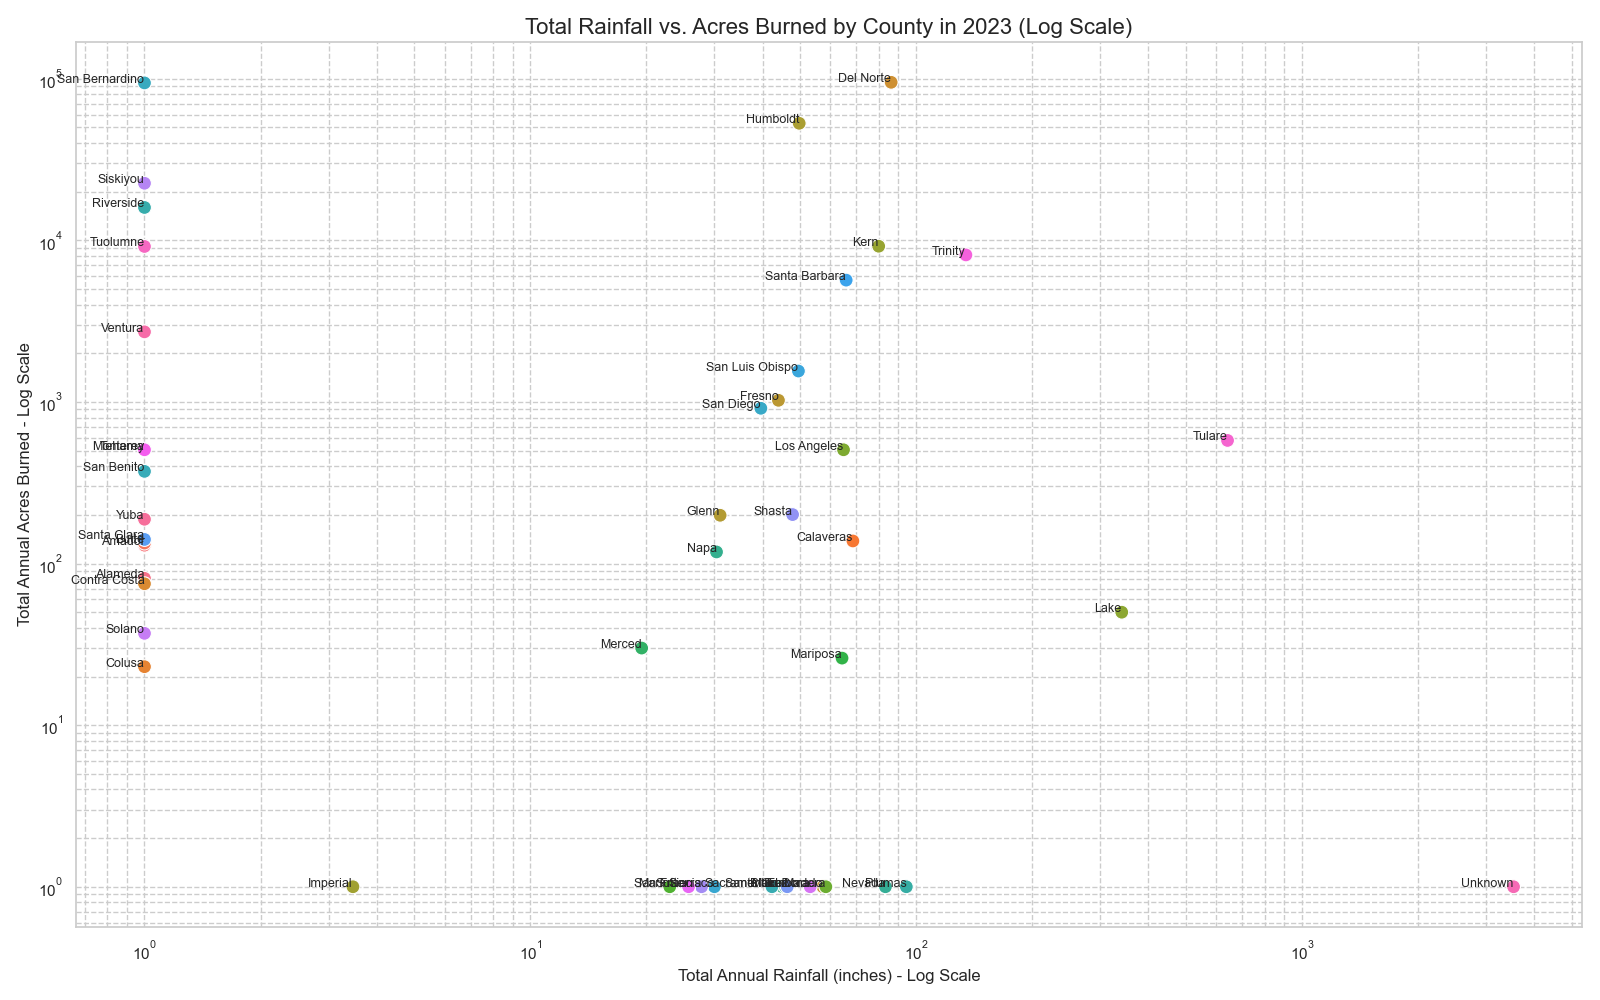 Total Rainfall vs. Acres Burned by County in 2023 (Log Scale)
10^5
San Bernardino
Del Norte
Humboldt
Siskiyou
Riverside
10^4
Tuolumne
Kern
Trinity
Santa Barbara
Ventura
San Luis Obispo
10^3
Fresno
San Diego
Tulare
Los Angeles
San Benito
Yuba
Glenn
Shasta
Santa Clara
Amador
Calaveras
Napa
10^2
Alameda
Contra Costa
Lake
Solano
Merced
Mariposa
Colusa
10^1
10^0
Imperial
Nevada
Plumas
Unknown
10^0
10^1
10^2
10^3
Total Annual Rainfall (inches) - Log Scale
Total Annual Acres Burned - Log Scale